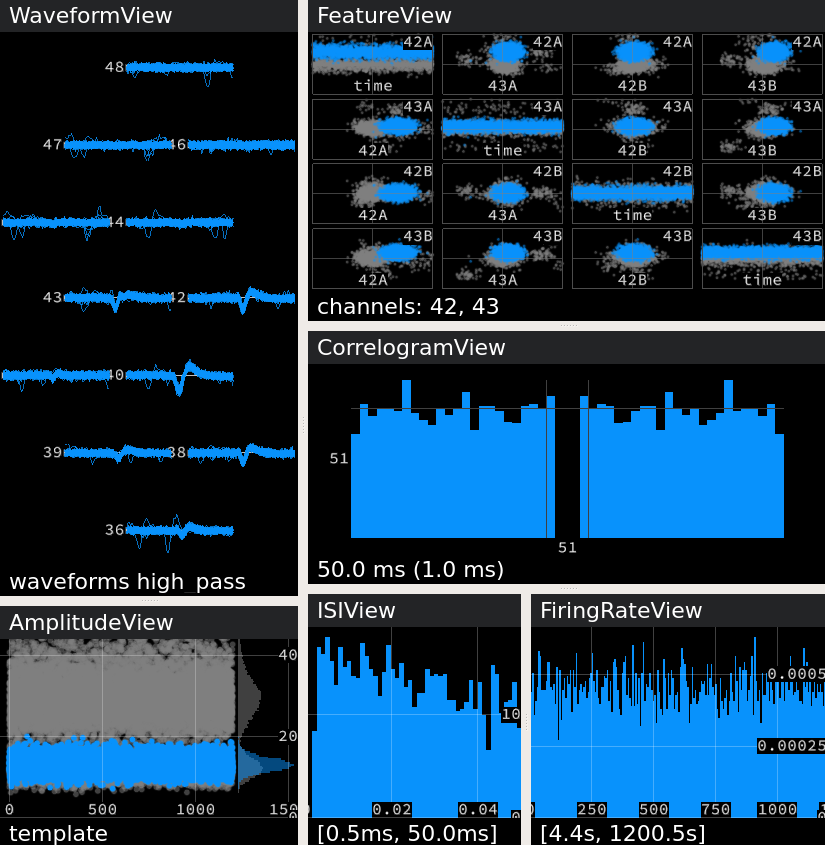 WaveformView
48
47 46
44
43 42
40
39 38
36
waveforms high_pass
AmplitudeView
40
20
0 500 1000 150
template
FeatureView
42A 42A 42A 42A
time 43A 42B 43B
43A 43A 43A 43A
42A time 42B 43B
42B 42B 42B 42B
42A 43A time 43B
43B 43B 43B 43B
42A 43A 42B time
channels: 42, 43
CorrelogramView
51
51
50.0 ms (1.0 ms)
ISIView
10
0.02 0.04
[0.5ms, 50.0ms]
FiringRateView
0.0005
0.00025
250 500 750 1000
[4.4s, 1200.5s]